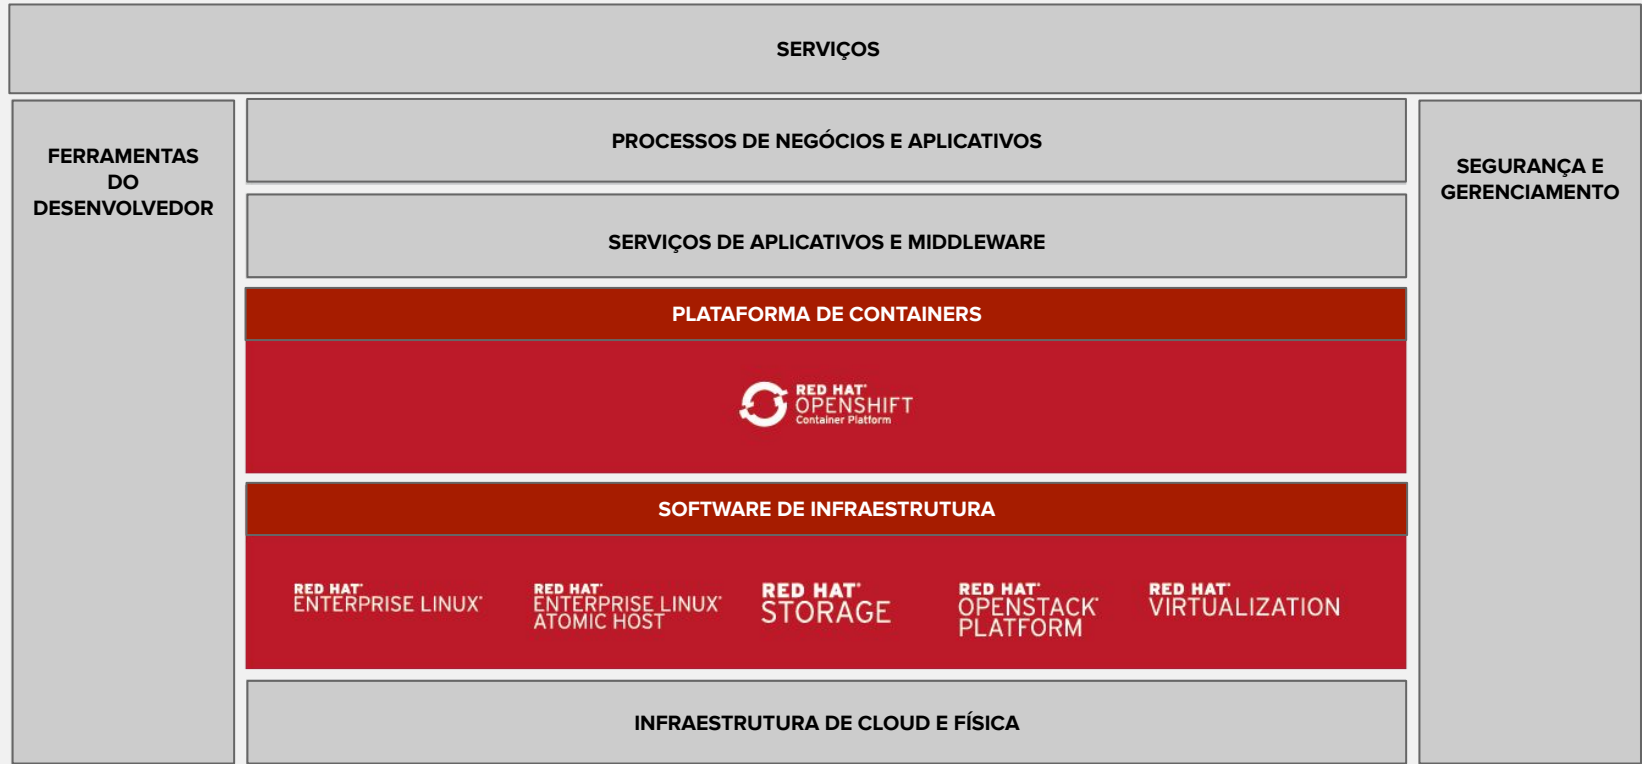 SERVIÇOS
FERRAMENTAS
DO
DESENVOLVEDOR
PROCESSOS DE NEGÓCIOS E APLICATIVOS
SEGURANÇA E
GERENCIAMENTO
SERVIÇOS DE APLICATIVOS E MIDDLEWARE
PLATAFORMA DE CONTAINERS
RED HAT®
OPENSHIFT
Container Platform
SOFTWARE DE INFRAESTRUTURA
RED HAT®
ENTERPRISE LINUX®
RED HAT®
ENTERPRISE LINUX®
ATOMIC HOST
RED HAT®
STORAGE
RED HAT®
OPENSTACK®
PLATFORM
RED HAT®
VIRTUALIZATION
INFRAESTRUTURA DE CLOUD E FÍSICA